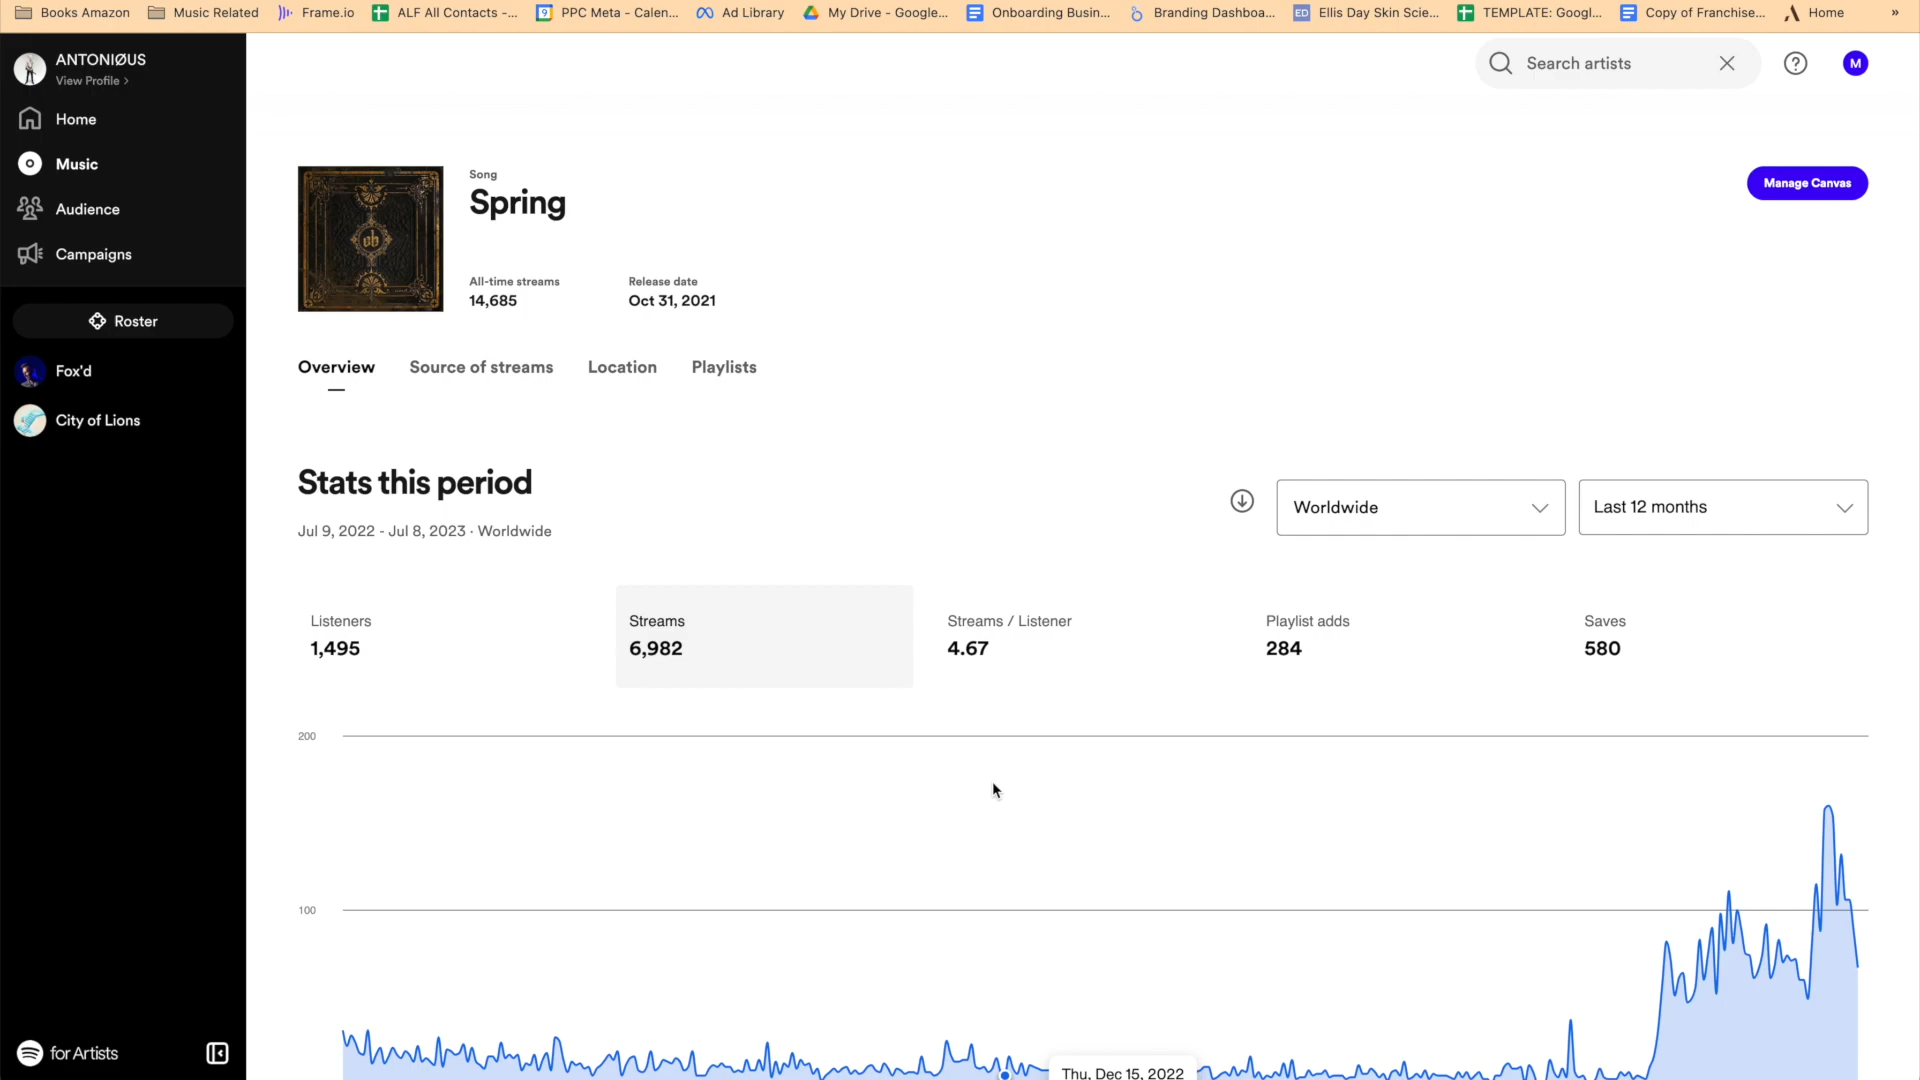 Books Amazon
Music Related
Frame.io
ALF All Contacts -...
PPC Meta - Calen...
Ad Library
My Drive - Google...
Onboarding Busin...
Branding Dashboa...
Ellis Day Skin Scie...
TEMPLATE: Googl...
Copy of Franchise...
Home
»
ANTONIØUS
View Profile >
Home
Music
Audience
Campaigns
Roster
Fox'd
City of Lions
for Artists
Search artists
M
Song
Spring
Manage Canvas
All-time streams
14,685
Release date
Oct 31, 2021
Overview
Source of streams
Location
Playlists
Stats this period
Jul 9, 2022 - Jul 8, 2023 · Worldwide
Worldwide
Last 12 months
Listeners
1,495
Streams
6,982
Streams / Listener
4.67
Playlist adds
284
Saves
580
200
100
Thu, Dec 15, 2022